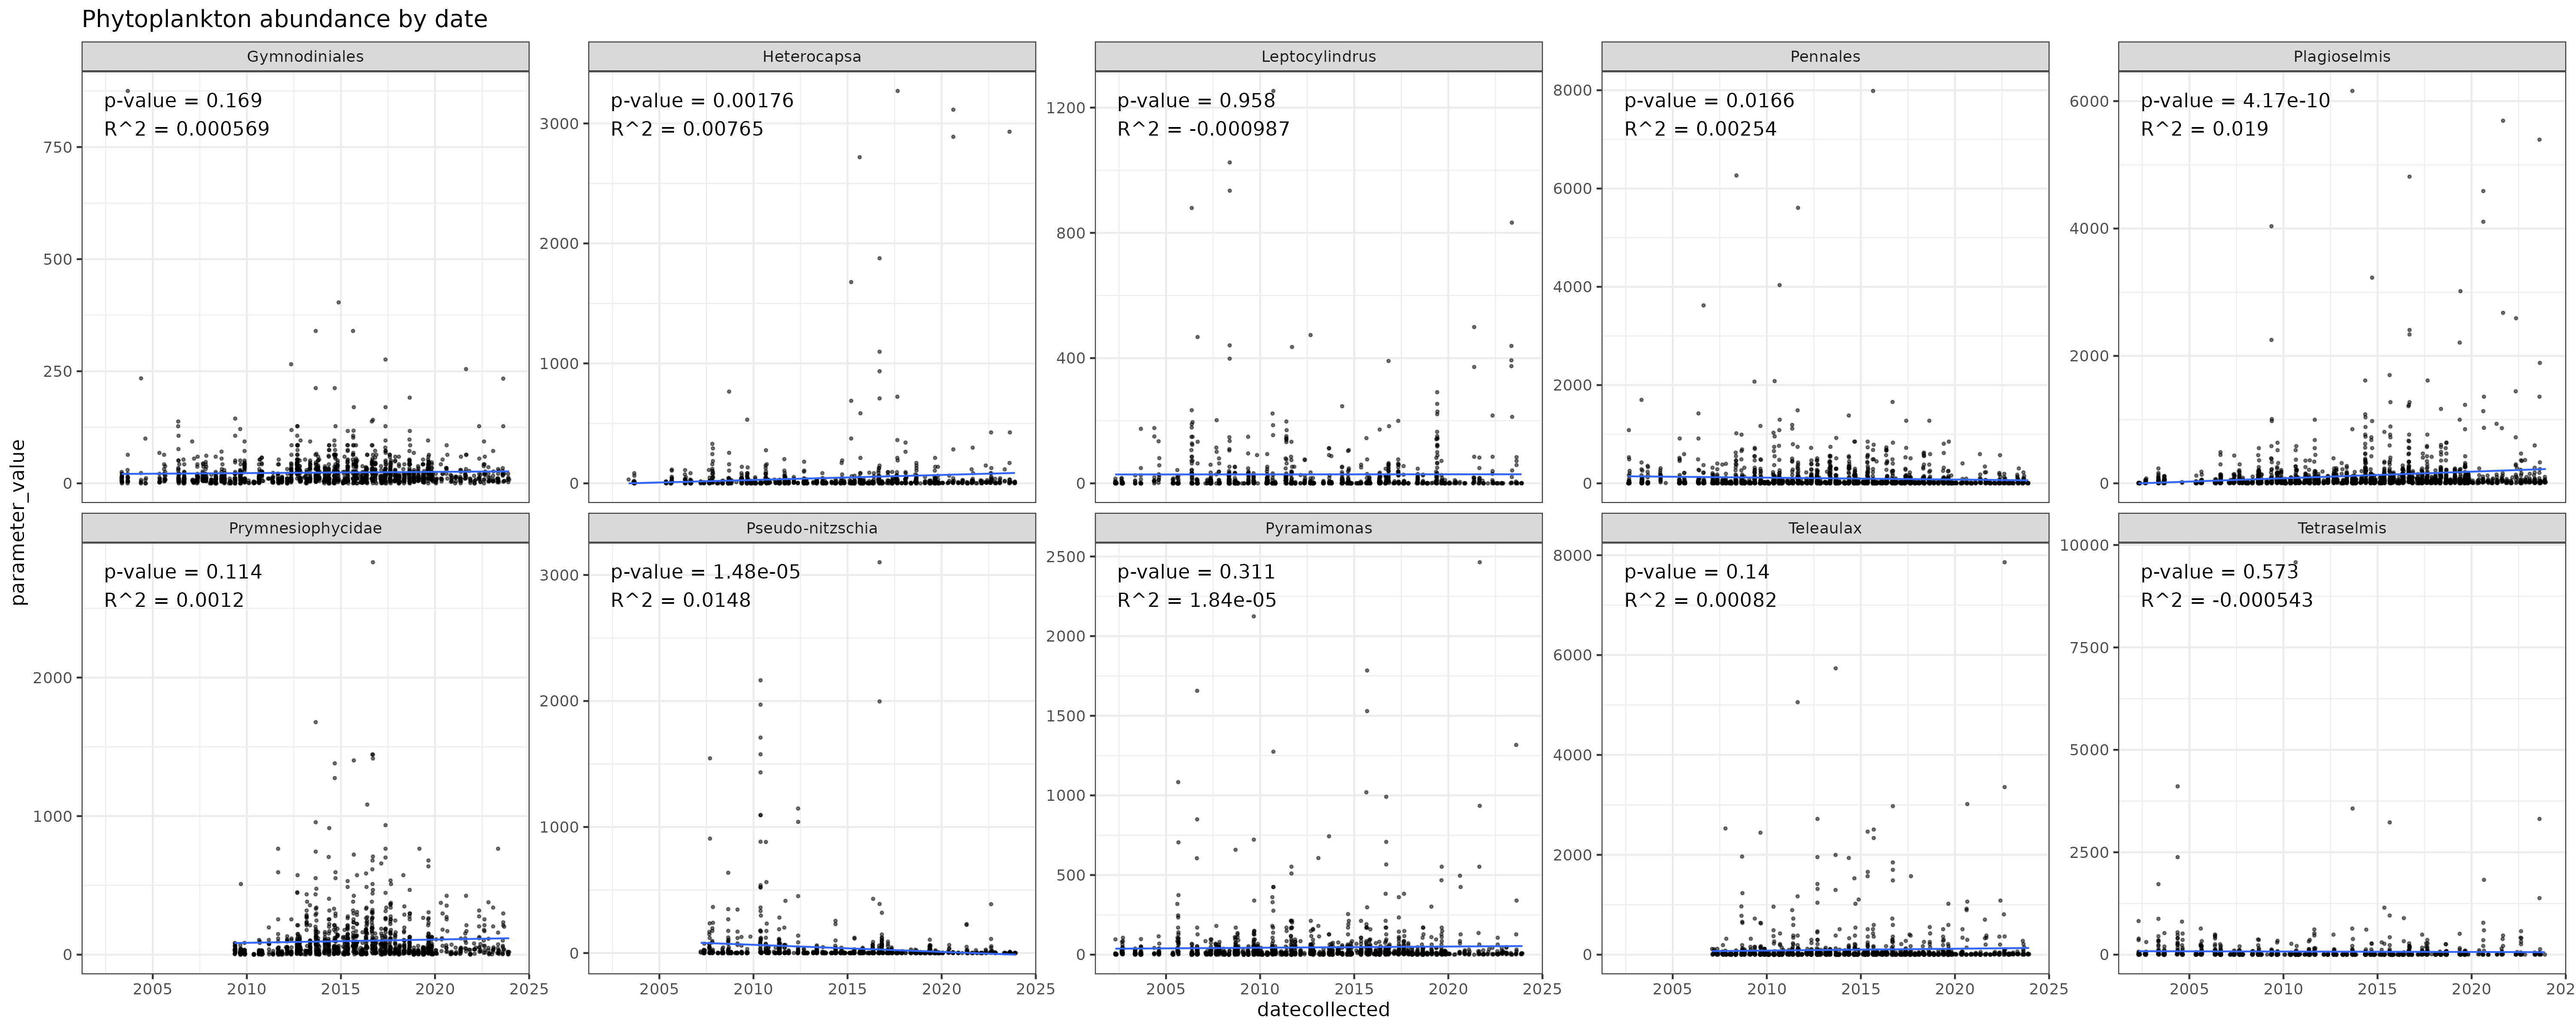 Phytoplankton abundance by date
parameter_value
Gymnodiniales
p-value = 0.169
R^2 = 0.000569
750
500
250
0
Heterocapsa
p-value = 0.00176
R^2 = 0.00765
3000
2000
1000
0
Leptocylindrus
p-value = 0.958
R^2 = -0.000987
1200
800
400
0
Pennales
p-value = 0.0166
R^2 = 0.00254
8000
6000
4000
2000
0
Plagioselmis
p-value = 4.17e-10
R^2 = 0.019
6000
4000
2000
0
Prymnesiophycidae
p-value = 0.114
R^2 = 0.0012
2000
1000
0
2005 2010 2015 2020 2025
Pseudo-nitzschia
p-value = 1.48e-05
R^2 = 0.0148
3000
2000
1000
0
2005 2010 2015 2020 2025
Pyramimonas
p-value = 0.311
R^2 = 1.84e-05
2500
2000
1500
1000
500
0
2005 2010 2015 2020 2025
Teleaulax
p-value = 0.14
R^2 = 0.00082
8000
6000
4000
2000
0
2005 2010 2015 2020 2025
Tetraselmis
p-value = 0.573
R^2 = -0.000543
10000
7500
5000
2500
0
2005 2010 2015 2020 202
datecollected